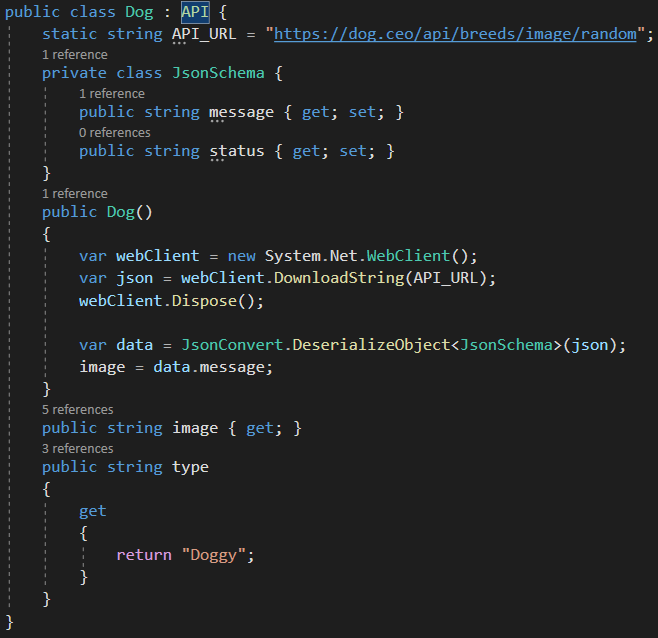 public class Dog : API {
static string API_URL = "https://dog.ceo/api/breeds/image/random";
1 reference
private class JsonSchema {
1 reference
public string message { get; set; }
0 references
public string status { get; set; }
}
1 reference
public Dog()
{
var webClient = new System.Net.WebClient();
var json = webClient.DownloadString(API_URL);
webClient.Dispose();
var data = JsonConvert.DeserializeObject<JsonSchema>(json);
image = data.message;
}
5 references
public string image { get; }
3 references
public string type
{
get
{
return "Doggy";
}
}
}